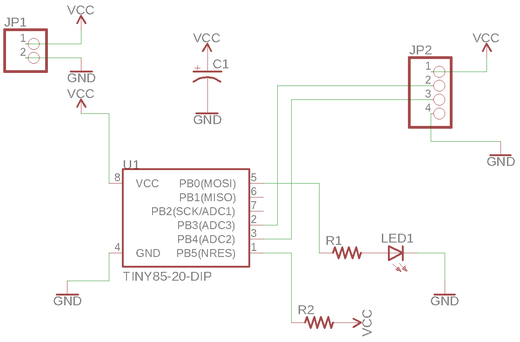 JP1
VCC
1
2
GND
VCC
VCC
+
C1
GND
JP2
VCC
1
2
3
4
GND
U1
8
VCC
PB0(MOSI)
5
PB1(MISO)
6
PB2(SCK/ADC1)
7
PB3(ADC3)
2
PB4(ADC2)
3
4
GND
PB5(NRES)
1
TINY85-20-DIP
GND
R1
LED1
GND
R2
VCC